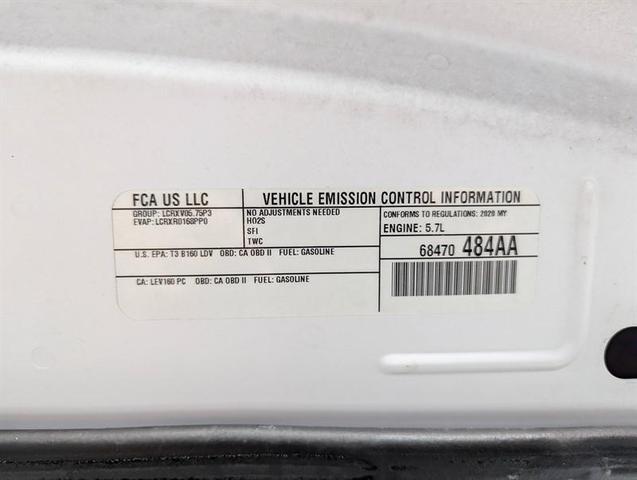 FCA US LLC
VEHICLE EMISSION CONTROL INFORMATION
GROUP: LCRXV05.75P3
EVAP: LCRXR0168PP0
NO ADJUSTMENTS NEEDED
HO2S
SFI
TWC
CONFORMS TO REGULATIONS: 2020 MY
ENGINE: 5.7L
U.S. EPA: T3 B160 LDV OBD: CA OBD II FUEL: GASOLINE
68470 484AA
CA: LEV160 PC OBD: CA OBD II FUEL: GASOLINE